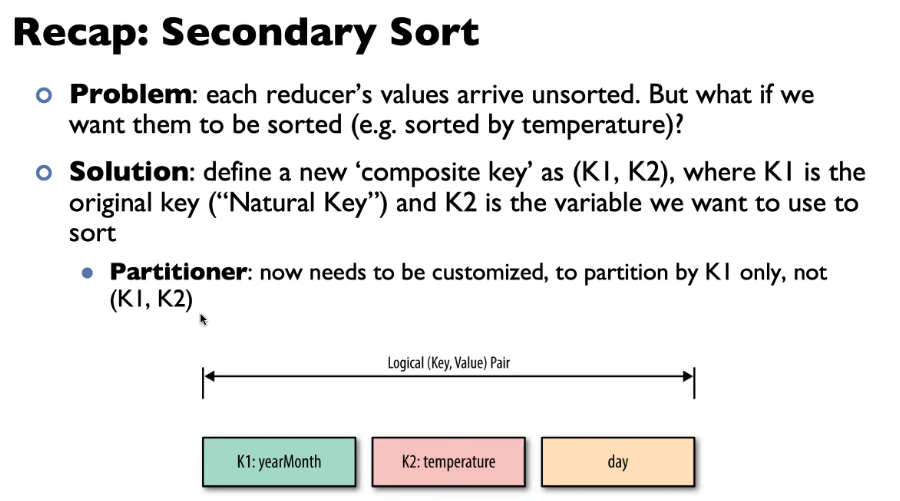 Recap: Secondary Sort
Problem: each reducer's values arrive unsorted. But what if we
want them to be sorted (e.g. sorted by temperature)?
Solution: define a new ‘composite key’ as (K1, K2), where K1 is the
original key (“Natural Key”) and K2 is the variable we want to use to
sort
Partitioner: now needs to be customized, to partition by K1 only, not
(K1, K2)
Logical (Key, Value) Pair
K1: yearMonth
K2: temperature
day